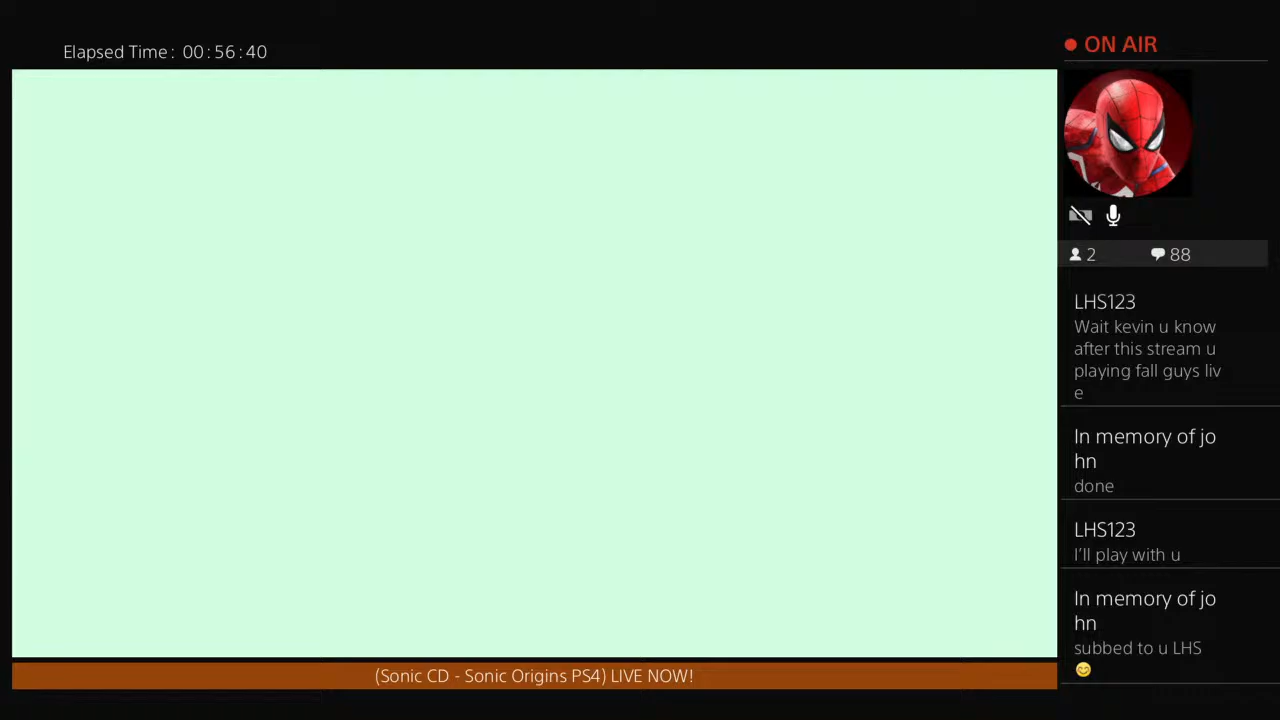 Elapsed Time: 00:56:40
ON AIR
2 88
LHS123
Wait kevin u know
after this stream u
playing fall guys liv
e
In memory of jo
hn
done
LHS123
I'll play with u
In memory of jo
hn
subbed to u LHS
😊
(Sonic CD - Sonic Origins PS4) LIVE NOW!